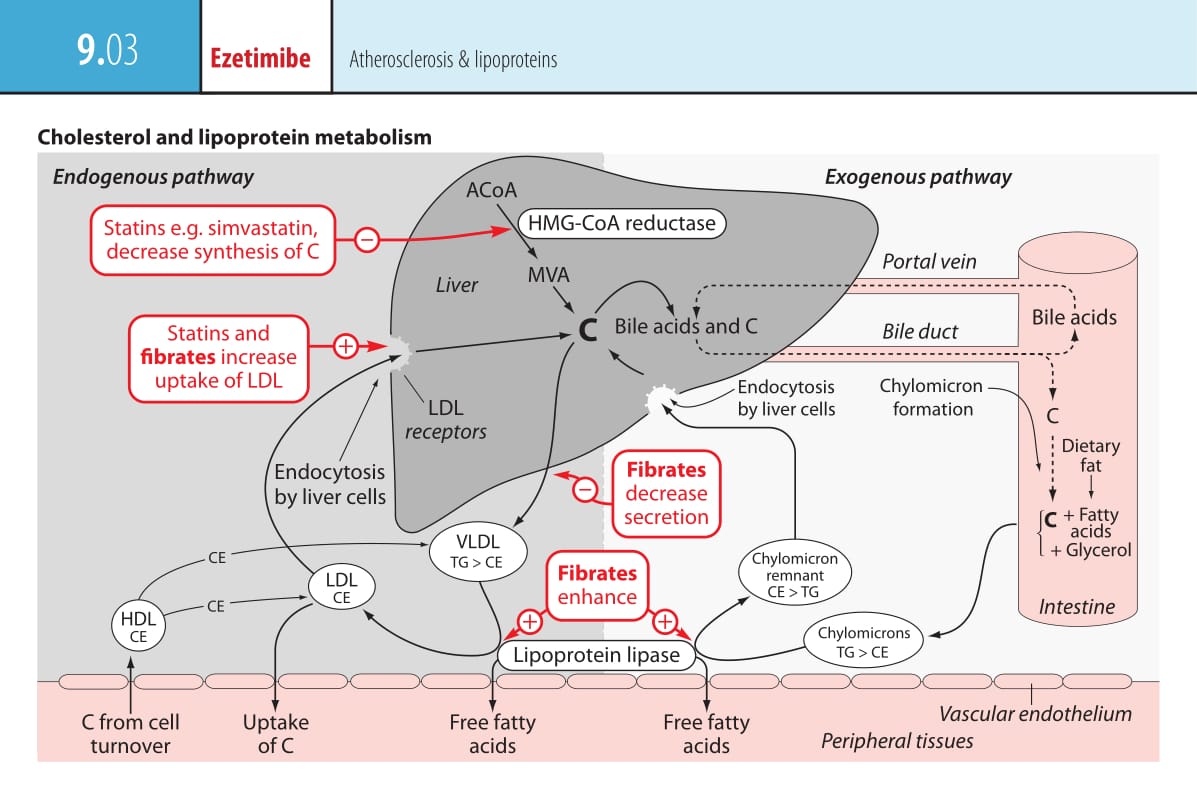 9.03
Ezetimibe
Atherosclerosis & lipoproteins
Cholesterol and lipoprotein metabolism
Endogenous pathway
Exogenous pathway
ACoA
HMG-CoA reductase
Statins e.g. simvastatin,
decrease synthesis of C
−
MVA
Liver
Portal vein
C
Bile acids and C
Bile acids
Bile duct
Statins and
fibrates increase
uptake of LDL
+
Endocytosis
by liver cells
Chylomicron
formation
C
LDL
receptors
Dietary
fat
Endocytosis
by liver cells
Fibrates
decrease
secretion
−
C + Fatty
acids
+ Glycerol
VLDL
TG > CE
CE
Chylomicron
remnant
CE > TG
Fibrates
enhance
+
+
LDL
CE
CE
HDL
CE
Intestine
Chylomicrons
TG > CE
Lipoprotein lipase
C from cell
turnover
Uptake
of C
Free fatty
acids
Free fatty
acids
Vascular endothelium
Peripheral tissues